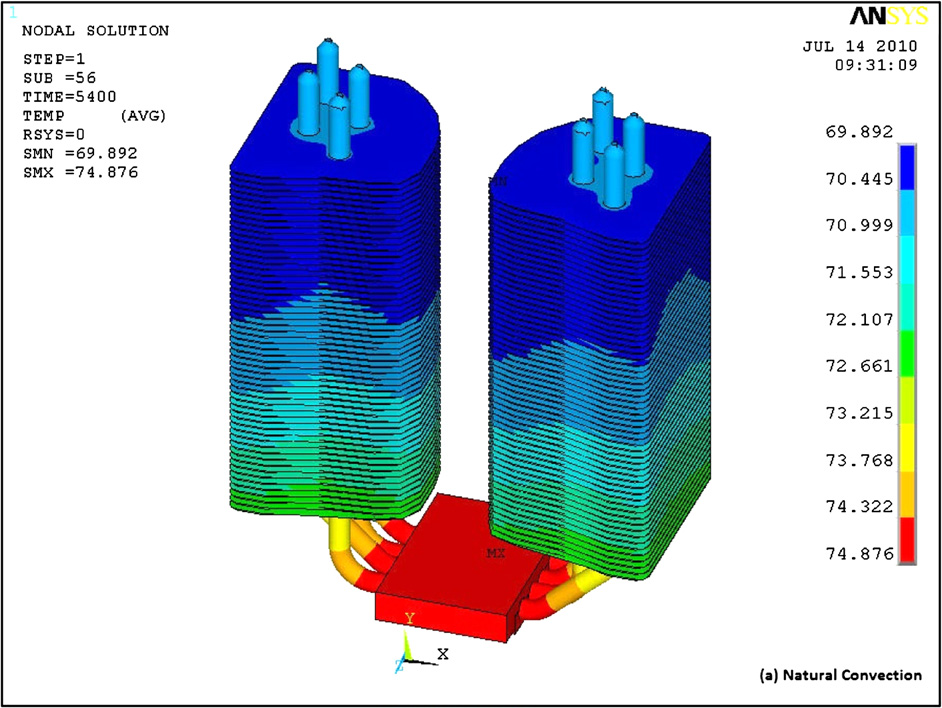 1
NODAL SOLUTION
STEP=1
SUB =56
TIME=5400
TEMP (AVG)
RSYS=0
SMN =69.892
SMX =74.876
ANSYS
JUL 14 2010
09:31:09
69.892
70.445
70.999
71.553
72.107
72.661
73.215
73.768
74.322
74.876
MN
MX
Y
X
Z
(a) Natural Convection